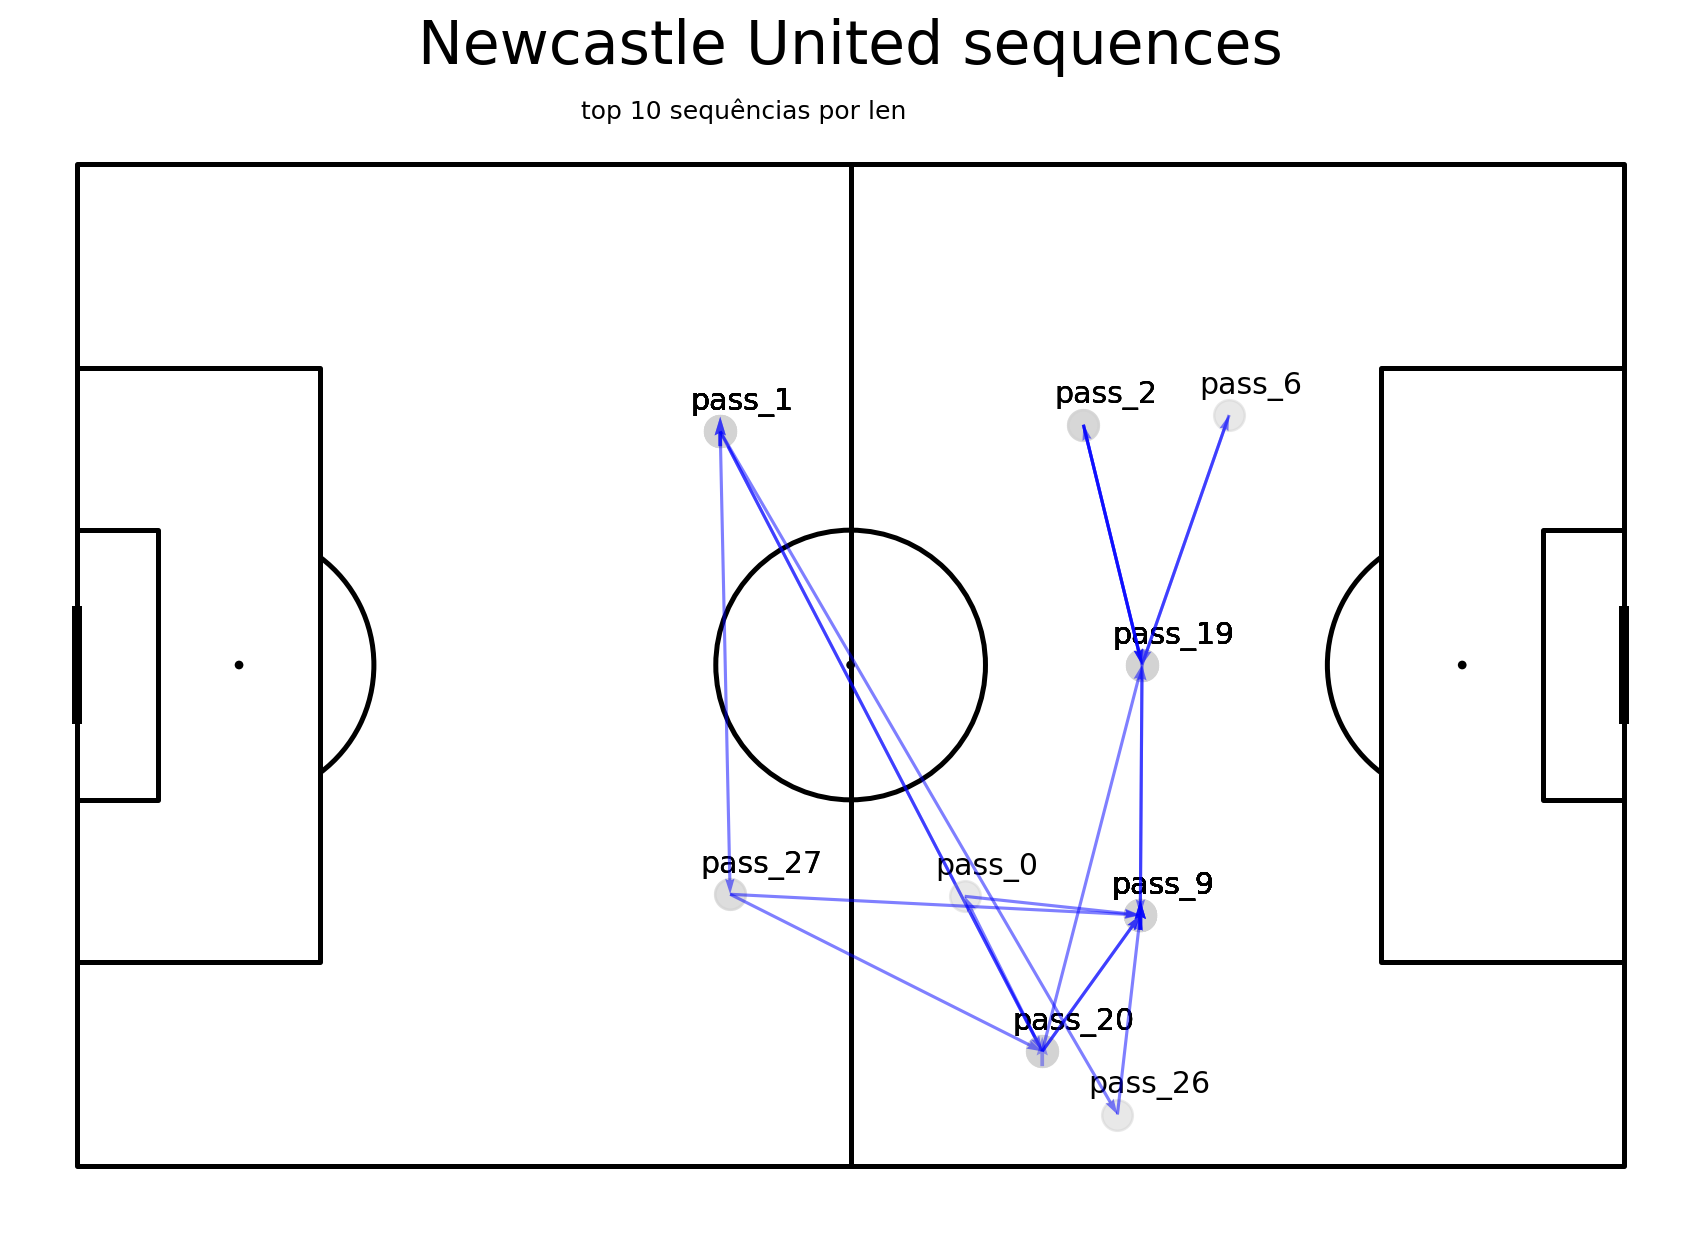 Newcastle United sequences
top 10 sequências por len
pass_1
pass_2
pass_6
pass_19
pass_27
pass_0
pass_9
pass_20
pass_26